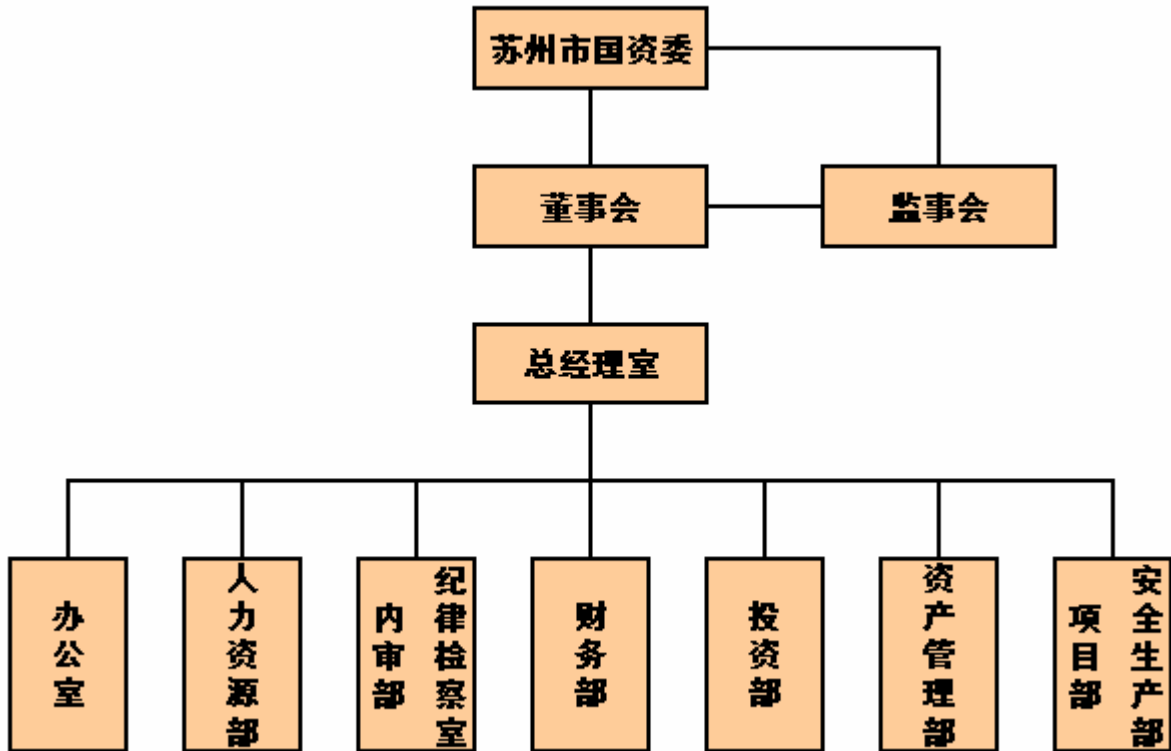 苏州市国资委
董事会
监事会
总经理室
办公室
人力资源部
纪律检察室
内审部
财务部
投资部
资产管理部
安全生产部
项目部